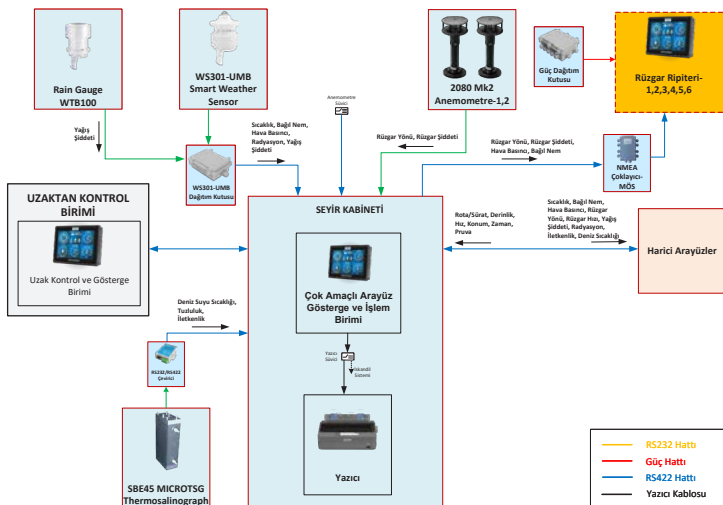 Rain Gauge
WTB100
WS301-UMB
Smart Weather
Sensor
2080 Mk2
Anemometre-1,2
Güç Dağıtım
Kutusu
Rüzgar Ripiteri-
1,2,3,4,5,6
Anemometre
Sürücü
Yağış
Şiddeti
Sıcaklık, Bağıl Nem,
Hava Basıncı,
Radyasyon, Yağış
Şiddeti
Rüzgar Yönü, Rüzgar Şiddeti
Rüzgar Yönü, Rüzgar Şiddeti,
Hava Basıncı, Bağıl Nem
NMEA
Çoklayıcı-
MÖS
WS301-UMB
Dağıtım Kutusu
UZAKTAN KONTROL
BİRİMİ
Uzak Kontrol ve Gösterge
Birimi
SEYİR KABİNETİ
Çok Amaçlı Arayüz
Gösterge ve İşlem
Birimi
Rota/Sürat, Derinlik,
Hız, Konum, Zaman,
Pruva
Sıcaklık, Bağıl Nem,
Hava Basıncı, Rüzgar
Yönü, Rüzgar Hızı, Yağış
Şiddeti, Radyasyon,
İletkenlik, Deniz Sıcaklığı
Harici Arayüzler
Deniz Suyu Sıcaklığı,
Tuzluluk,
İletkenlik
RS232/RS422
Çevirici
Yazıcı
Sürücü
İskandil
Sistemi
Yazıcı
SBE45 MICROTSG
Thermosalinograph
RS232 Hattı
Güç Hattı
RS422 Hattı
Yazıcı Kablosu